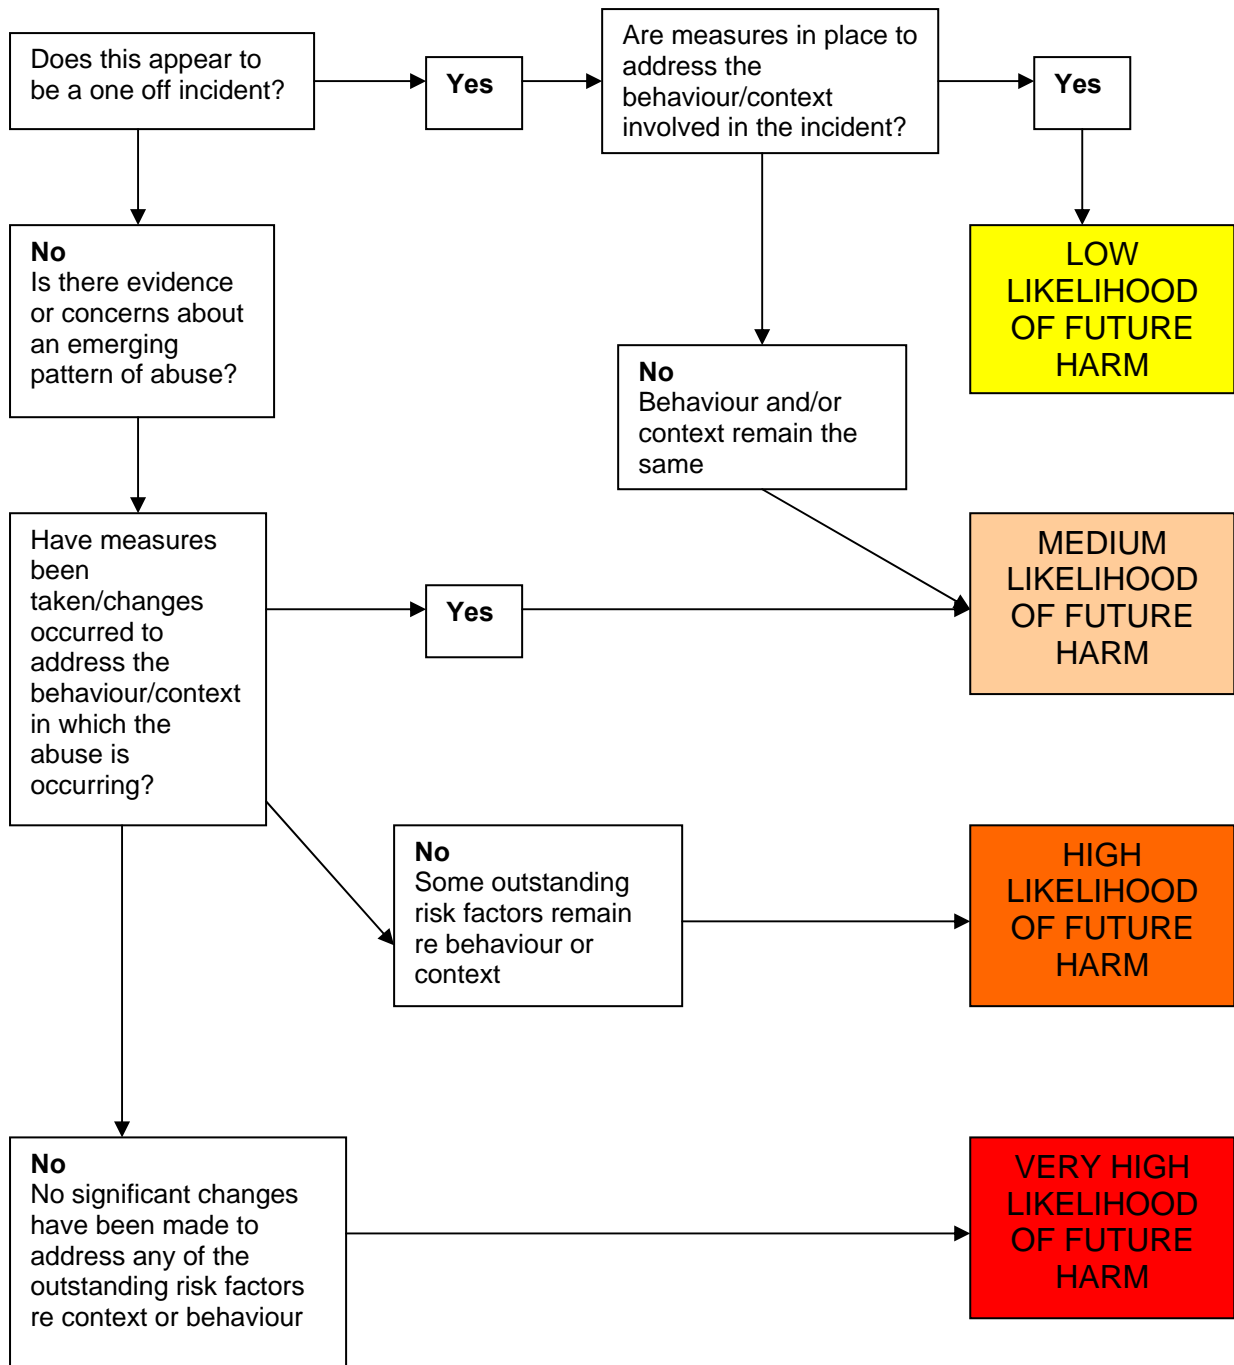 Does this appear to
be a one off incident?
Yes
Are measures in place to
address the
behaviour/context
involved in the incident?
Yes
No
Is there evidence
or concerns about
an emerging
pattern of abuse?
LOW
LIKELIHOOD
OF FUTURE
HARM
No
Behaviour and/or
context remain the
same
Have measures
been
taken/changes
occurred to
address the
behaviour/context
in which the
abuse is
occurring?
Yes
MEDIUM
LIKELIHOOD
OF FUTURE
HARM
No
Some outstanding
risk factors remain
re behaviour or
context
HIGH
LIKELIHOOD
OF FUTURE
HARM
No
No significant changes
have been made to
address any of the
outstanding risk factors
re context or behaviour
VERY HIGH
LIKELIHOOD
OF FUTURE
HARM